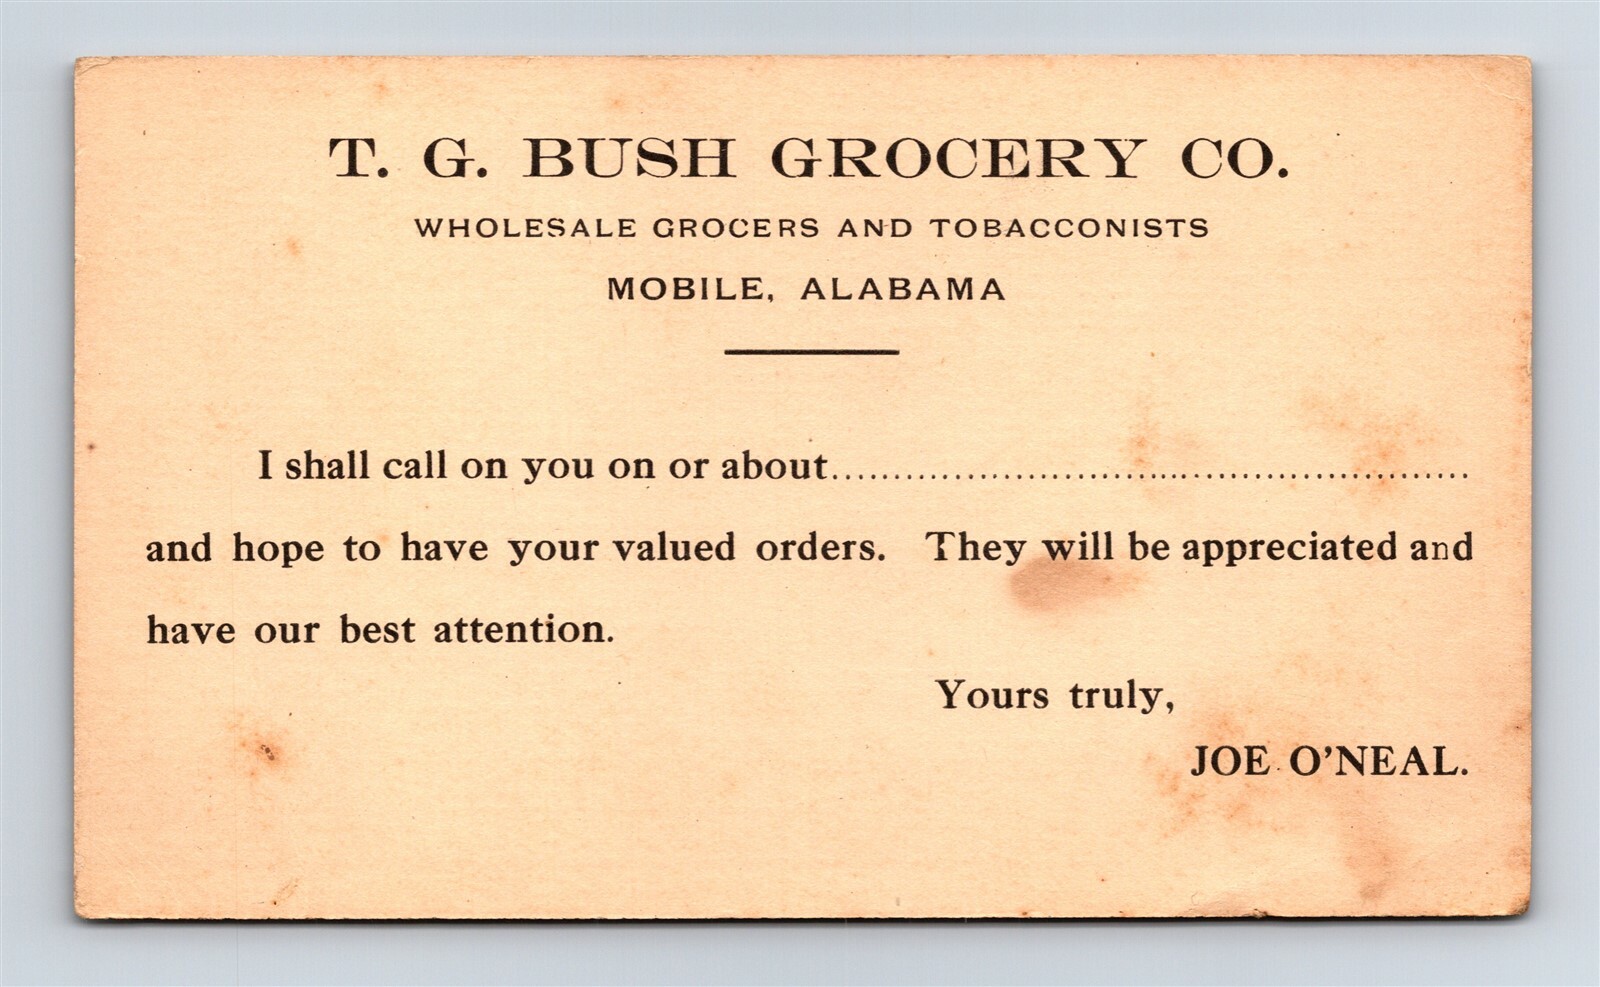 T. G. BUSH GROCERY CO.
WHOLESALE GROCERS AND TOBACCONISTS
MOBILE, ALABAMA
I shall call on you on or about............................................................
and hope to have your valued orders. They will be appreciated and
have our best attention.
Yours truly,
JOE O'NEAL.